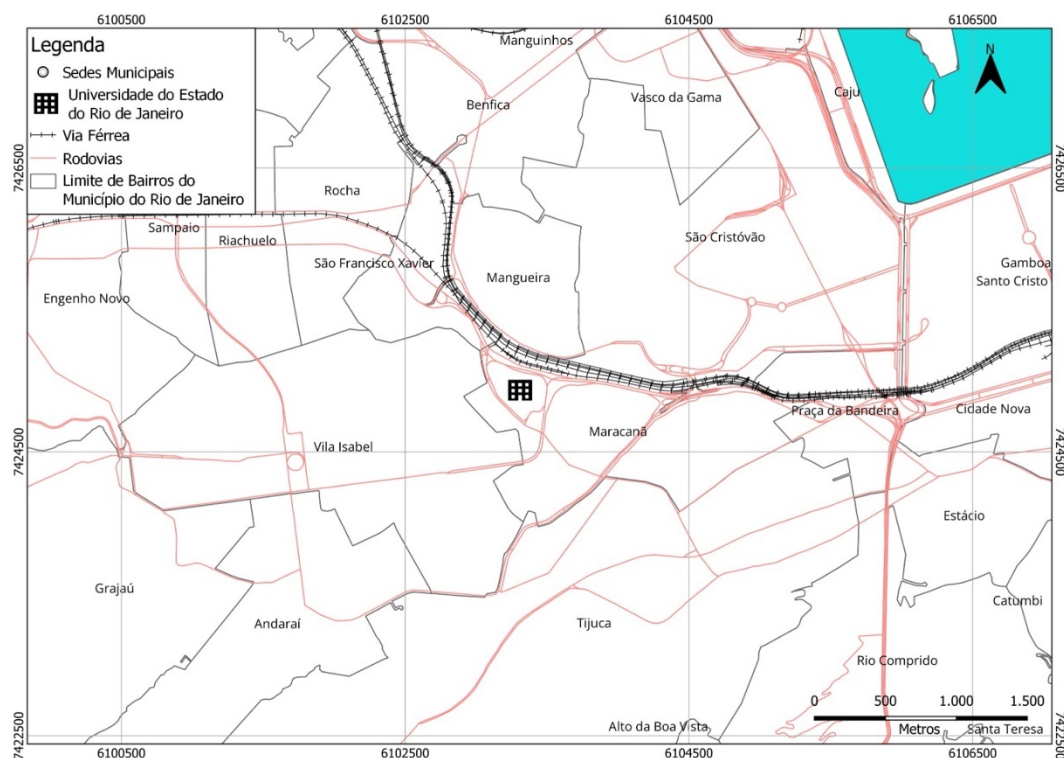 6100500 6102500 6104500 6106500
Legenda
Sedes Municipais
Universidade do Estado
do Rio de Janeiro
Via Férrea
Rodovias
Limite de Bairros do
Município do Rio de Janeiro
N
Manguinhos
Benfica
Vasco da Gama
Caju
7426500
7426500
Rocha
Sampaio
Riachuelo
São Cristóvão
São Francisco Xavier
Mangueira
Gamboa
Santo Cristo
Engenho Novo
Praça da Bandeira
Cidade Nova
Maracanã
Vila Isabel
7424500
7424500
Estácio
Grajaú
Catumbi
Andaraí
Tijuca
Rio Comprido
0 500 1.000 1.500
Metros
Alto da Boa Vista
Santa Teresa
7422500
7422500
6100500 6102500 6104500 6106500